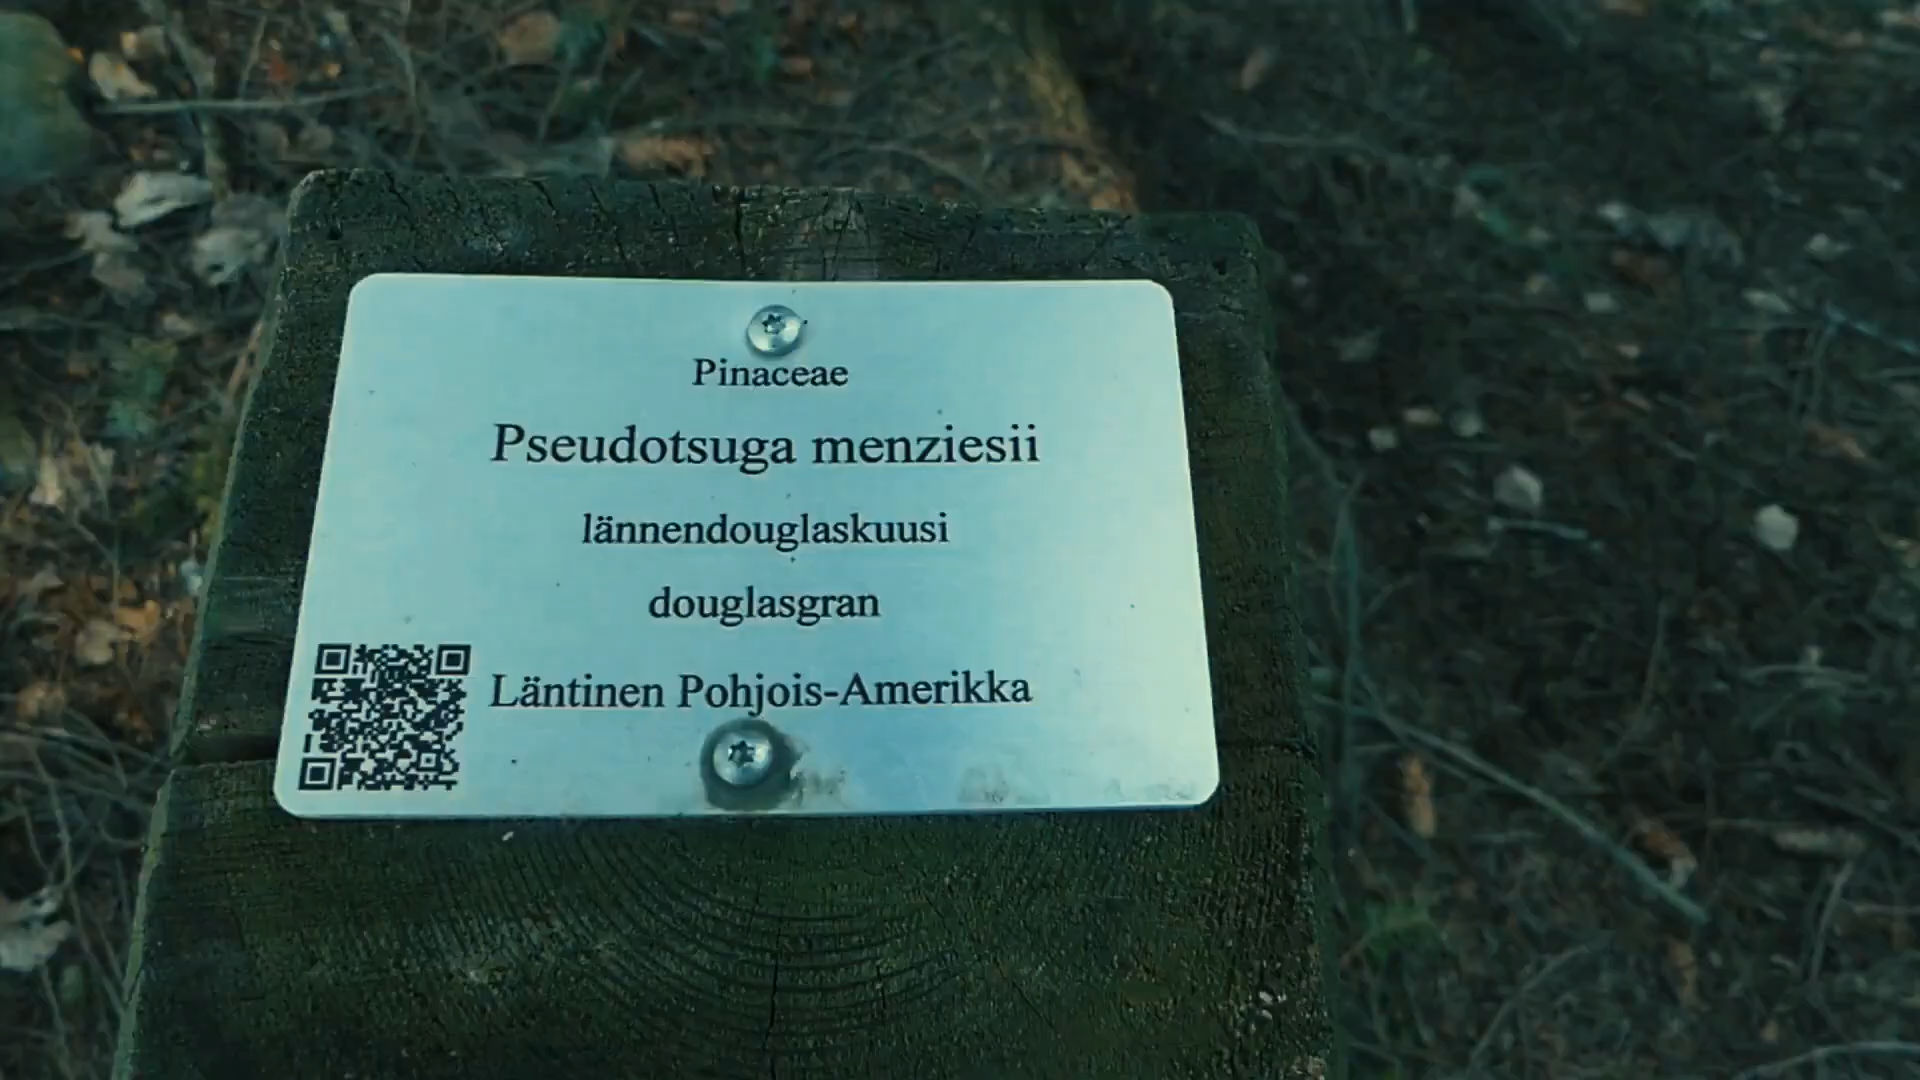 Pinaceae
Pseudotsuga menziesii
lännendouglaskuusi
douglasgran
Läntinen Pohjois-Amerikka